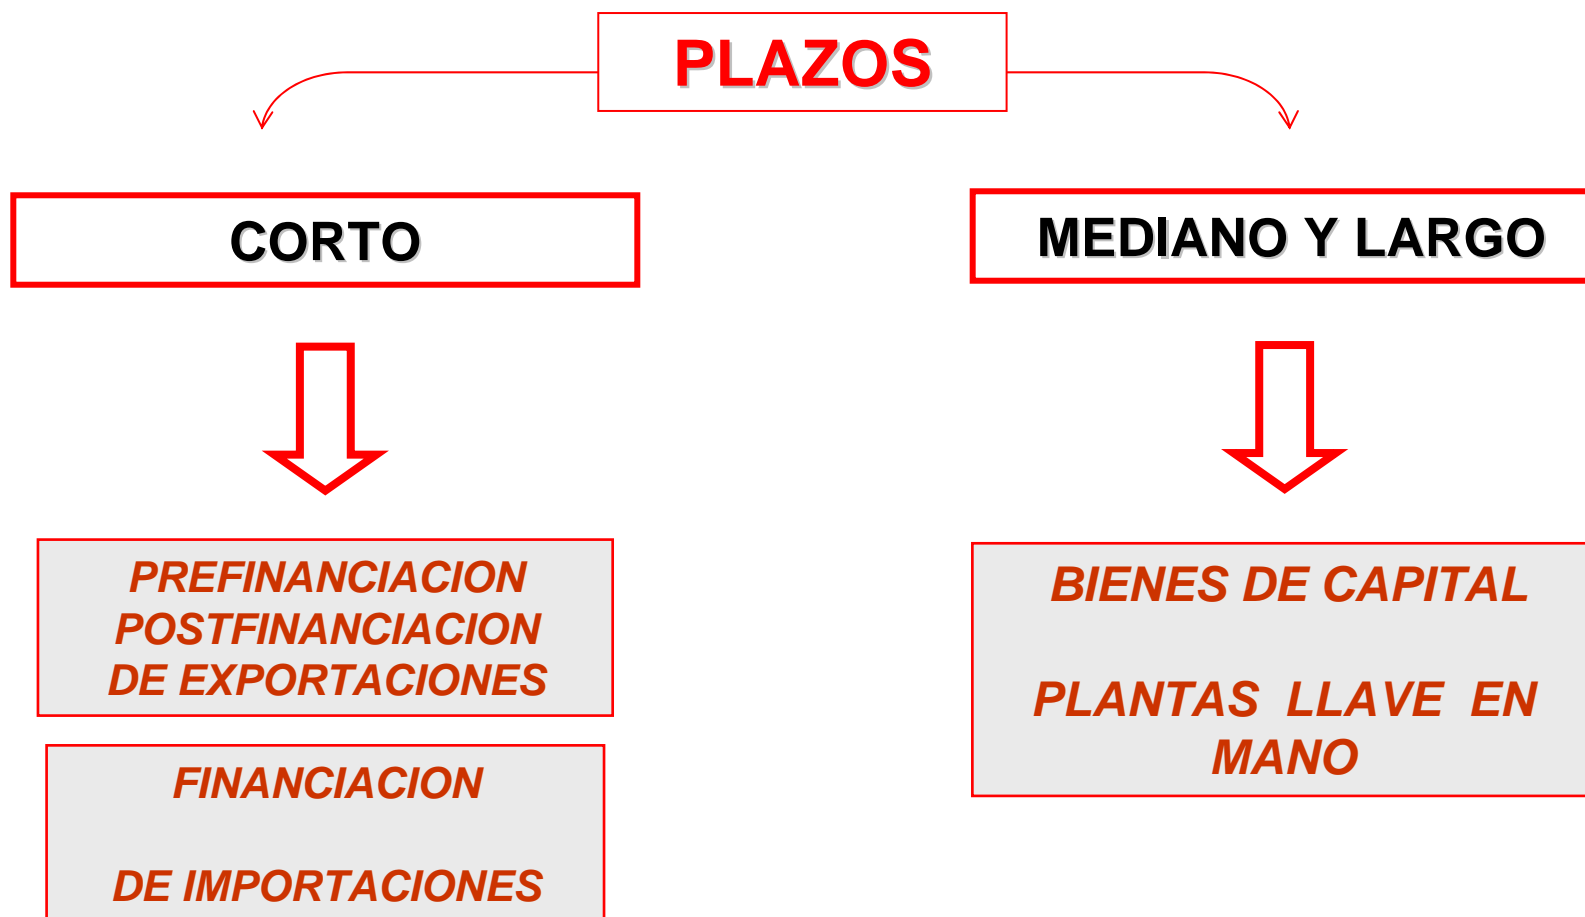 PLAZOS
CORTO
MEDIANO Y LARGO
PREFINANCIACION
POSTFINANCIACION
DE EXPORTACIONES
FINANCIACION
DE IMPORTACIONES
BIENES DE CAPITAL
PLANTAS LLAVE EN
MANO